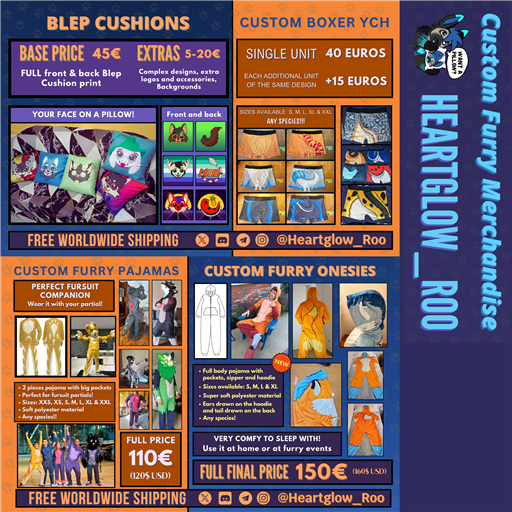 BLEP CUSHIONS
BASE PRICE 45€
FULL front & back Blep
Cushion print
EXTRAS 5-20€
Complex designs, extra
logos and accessories,
Backgrounds
YOUR FACE ON A PILLOW!
Front and back
FREE WORLDWIDE SHIPPING
@Heartglow_Roo
CUSTOM BOXER YCH
SINGLE UNIT 40 EUROS
EACH ADDITIONAL UNIT
OF THE SAME DESIGN
+15 EUROS
SIZES AVAILABLE: S, M, L, XL & XXL
ANY SPECIES!!!
WANT A
PILLOW?
Custom Furry Merchandise
HEARTGLOW_ROO
CUSTOM FURRY PAJAMAS
PERFECT FURSUIT
COMPANION
Wear it with your partial!
• 2 pieces pajama with big pockets
• Perfect for fursuit partials!
• Sizes: XXS, XS, S, M, L, XL & XXL
• Soft polyester material
• Any species!!
FULL PRICE
110€
(120$ USD)
CUSTOM FURRY ONESIES
NEW
• Full body pajama with
pockets, zipper and hoodie
• Sizes available: S, M, L & XL
• Super soft polyester material
• Ears drawn on the hoodie
and tail drawn on the back
• Any species!
VERY COMFY TO SLEEP WITH!
Use it at home or at furry events
FULL FINAL PRICE 150€ (160$ USD)
FREE WORLDWIDE SHIPPING
@Heartglow_Roo